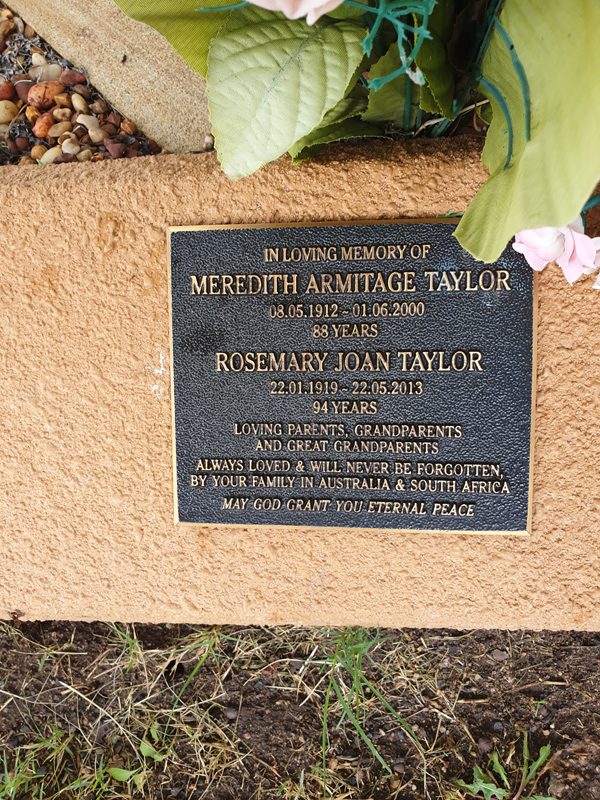 IN LOVING MEMORY OF
MEREDITH ARMITAGE TAYLOR
08.05.1912 ~ 01.06.2000
88 YEARS
ROSEMARY JOAN TAYLOR
22.01.1919 ~ 22.05.2013
94 YEARS
LOVING PARENTS, GRANDPARENTS
AND GREAT GRANDPARENTS
ALWAYS LOVED & WILL NEVER BE FORGOTTEN,
BY YOUR FAMILY IN AUSTRALIA & SOUTH AFRICA
MAY GOD GRANT YOU ETERNAL PEACE